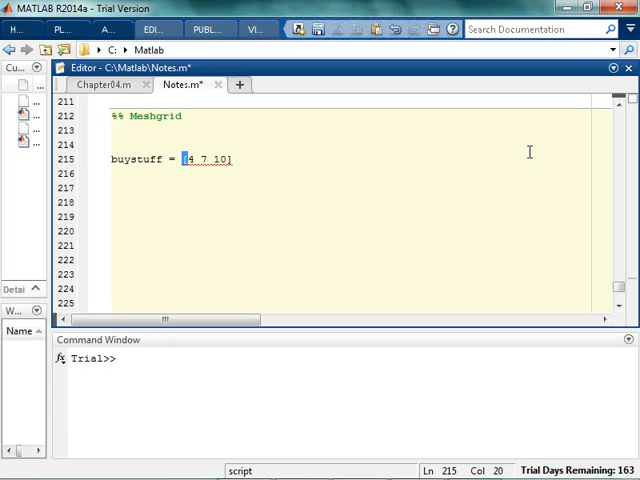 MATLAB R2014a - Trial Version
H... P... A... EDI... PUBL... VI... Search Documentation
C: Matlab
Cu... Editor - C:\Matlab\Notes.m*
Chapter04.m Notes.m*
211
212 %% Meshgrid
213
214
215 buystuff = [4 7 10]
216
217
218
219
220
221
222
223
224
225
Detai
W...
Name
Command Window
fx Trial>>
script Ln 215 Col 20 Trial Days Remaining: 163